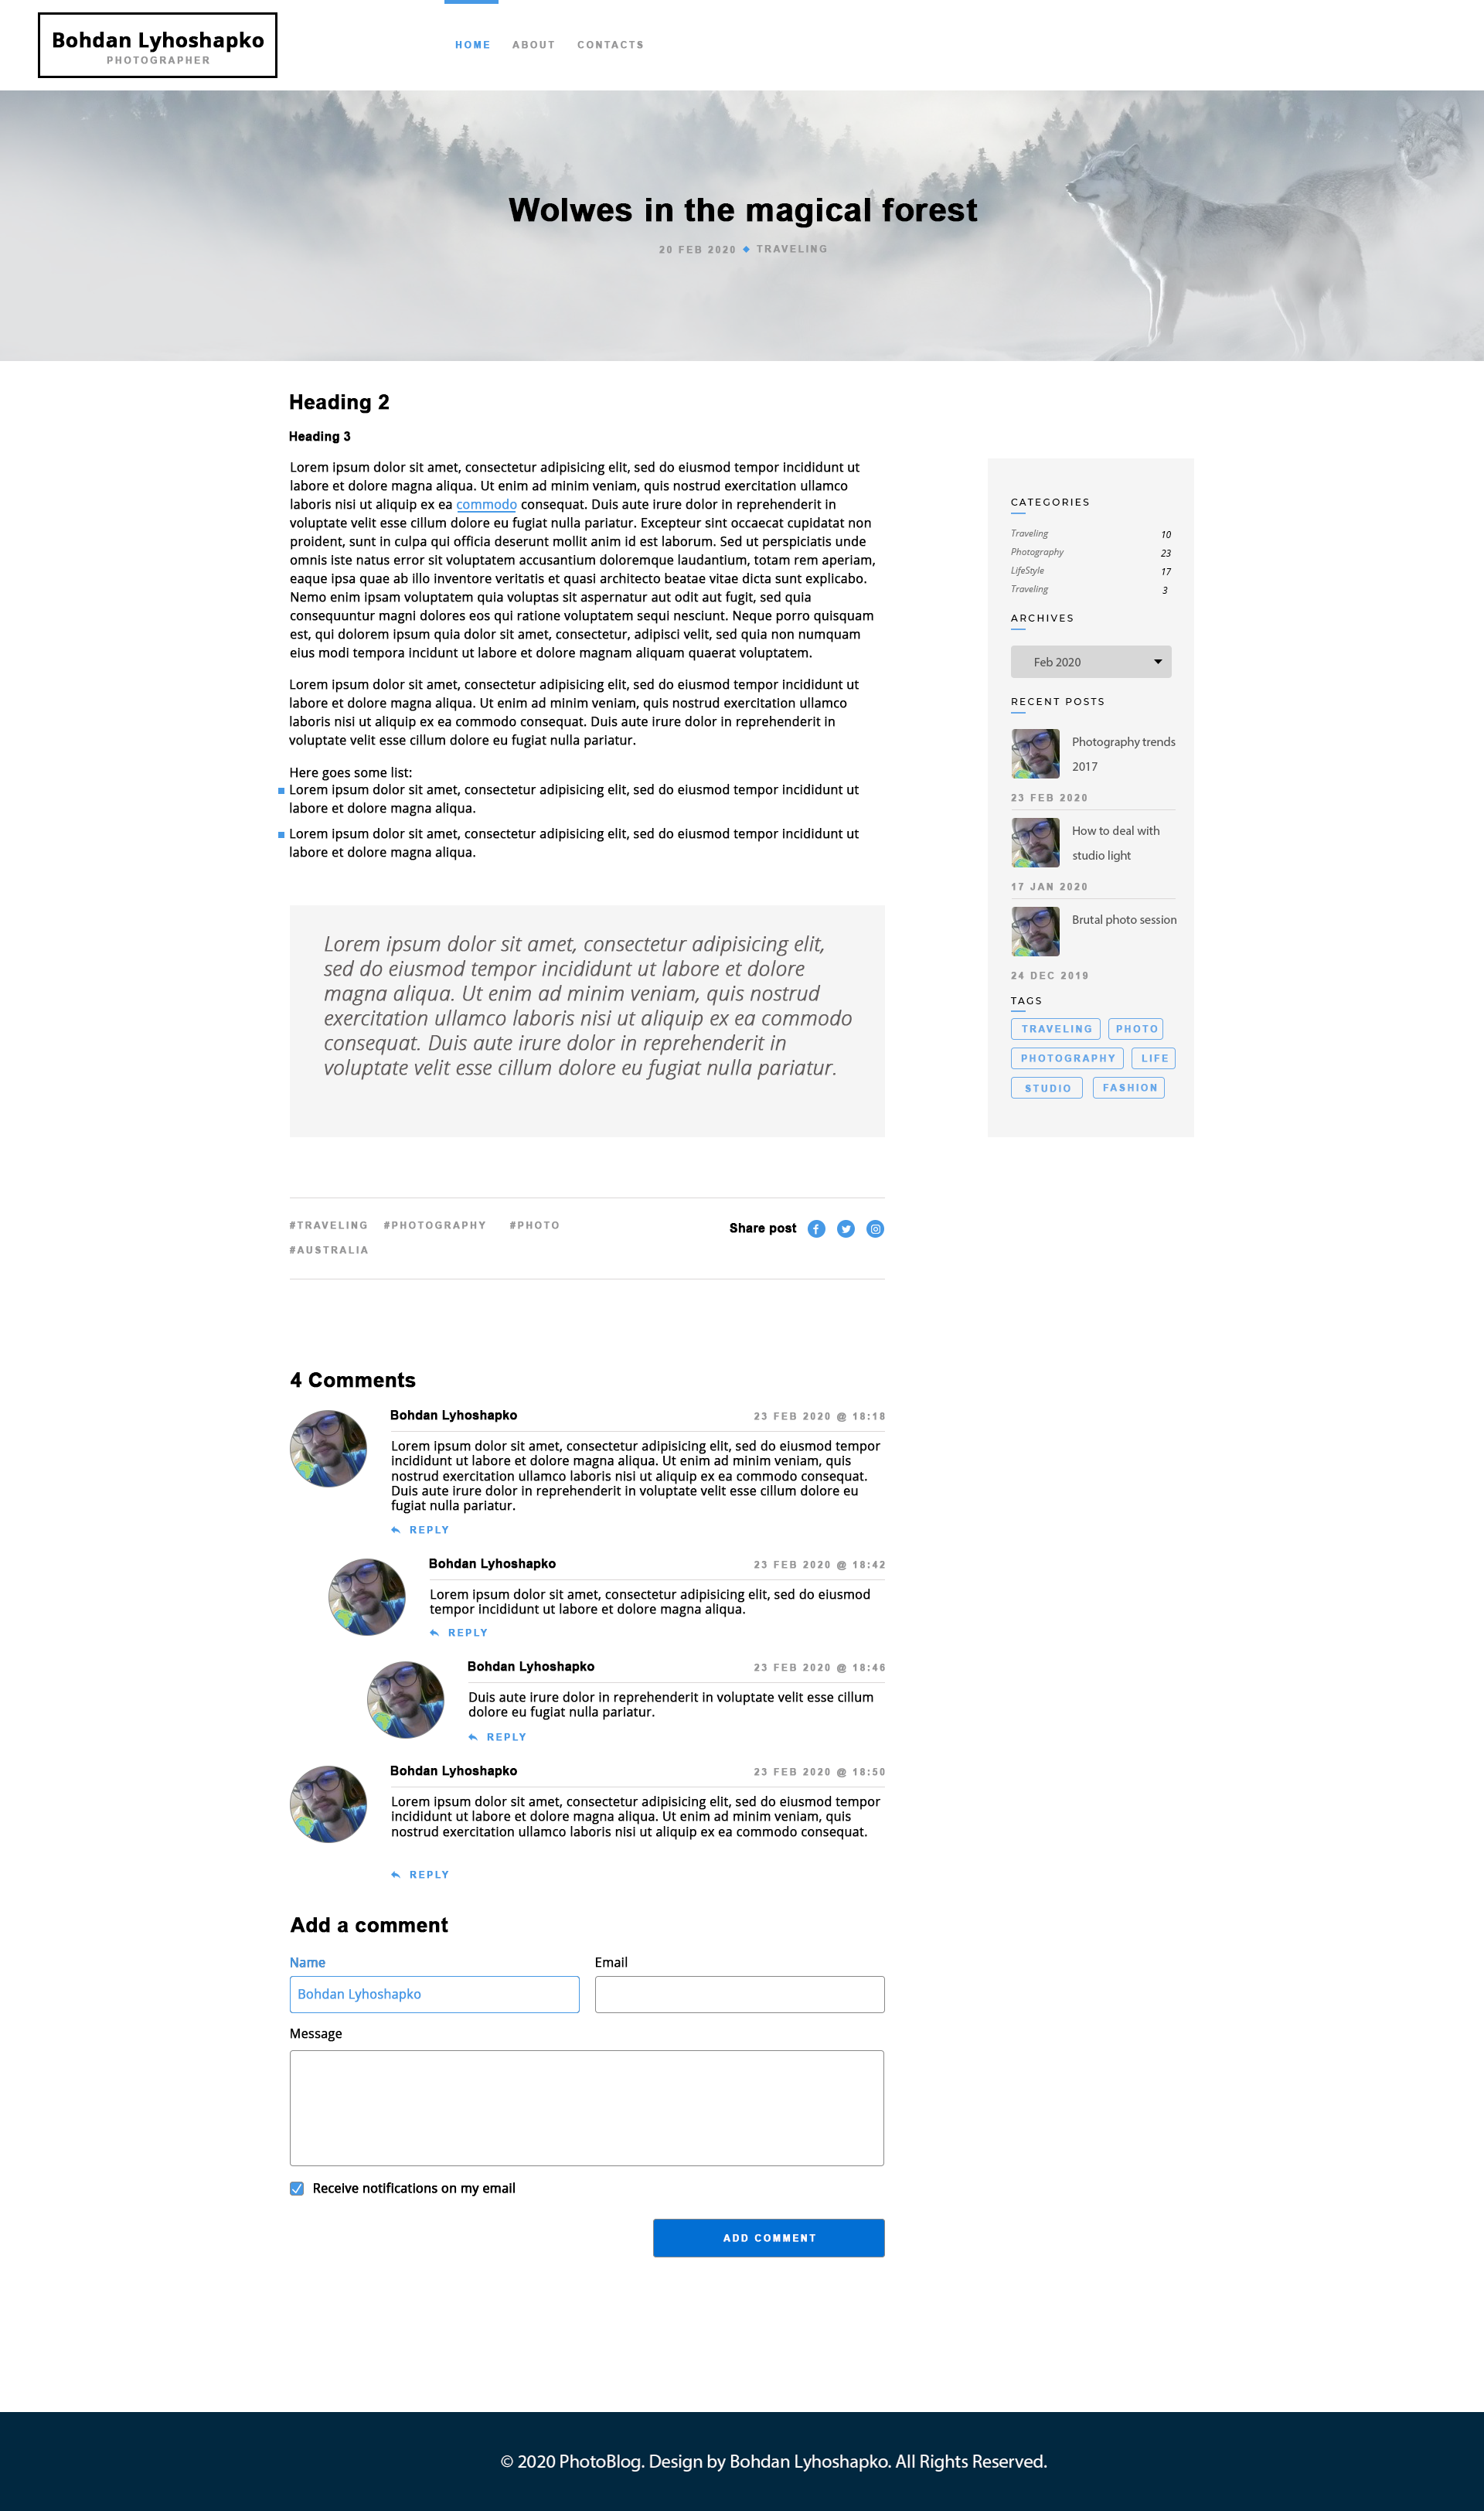 Bohdan Lyhoshapko
PHOTOGRAPHER
HOME ABOUT CONTACTS
Wolwes in the magical forest
20 FEB 2020 TRAVELING
Heading 2
Heading 3
Lorem ipsum dolor sit amet, consectetur adipisicing elit, sed do eiusmod tempor incididunt ut
labore et dolore magna aliqua. Ut enim ad minim veniam, quis nostrud exercitation ullamco
laboris nisi ut aliquip ex ea commodo consequat. Duis aute irure dolor in reprehenderit in
voluptate velit esse cillum dolore eu fugiat nulla pariatur. Excepteur sint occaecat cupidatat non
proident, sunt in culpa qui officia deserunt mollit anim id est laborum. Sed ut perspiciatis unde
omnis iste natus error sit voluptatem accusantium doloremque laudantium, totam rem aperiam,
eaque ipsa quae ab illo inventore veritatis et quasi architecto beatae vitae dicta sunt explicabo.
Nemo enim ipsam voluptatem quia voluptas sit aspernatur aut odit aut fugit, sed quia
consequuntur magni dolores eos qui ratione voluptatem sequi nesciunt. Neque porro quisquam
est, qui dolorem ipsum quia dolor sit amet, consectetur, adipisci velit, sed quia non numquam
eius modi tempora incidunt ut labore et dolore magnam aliquam quaerat voluptatem.
Lorem ipsum dolor sit amet, consectetur adipisicing elit, sed do eiusmod tempor incididunt ut
labore et dolore magna aliqua. Ut enim ad minim veniam, quis nostrud exercitation ullamco
laboris nisi ut aliquip ex ea commodo consequat. Duis aute irure dolor in reprehenderit in
voluptate velit esse cillum dolore eu fugiat nulla pariatur.
Here goes some list:
Lorem ipsum dolor sit amet, consectetur adipisicing elit, sed do eiusmod tempor incididunt ut
labore et dolore magna aliqua.
Lorem ipsum dolor sit amet, consectetur adipisicing elit, sed do eiusmod tempor incididunt ut
labore et dolore magna aliqua.
Lorem ipsum dolor sit amet, consectetur adipisicing elit,
sed do eiusmod tempor incididunt ut labore et dolore
magna aliqua. Ut enim ad minim veniam, quis nostrud
exercitation ullamco laboris nisi ut aliquip ex ea commodo
consequat. Duis aute irure dolor in reprehenderit in
voluptate velit esse cillum dolore eu fugiat nulla pariatur.
CATEGORIES
Traveling 10
Photography 23
LifeStyle 17
Traveling 3
ARCHIVES
Feb 2020
RECENT POSTS
Photography trends
2017
23 FEB 2020
How to deal with
studio light
17 JAN 2020
Brutal photo session
24 DEC 2019
TAGS
TRAVELING PHOTO
PHOTOGRAPHY LIFE
STUDIO FASHION
#TRAVELING #PHOTOGRAPHY #PHOTO
#AUSTRALIA
Share post
4 Comments
Bohdan Lyhoshapko 23 FEB 2020 @ 18:18
Lorem ipsum dolor sit amet, consectetur adipisicing elit, sed do eiusmod tempor
incididunt ut labore et dolore magna aliqua. Ut enim ad minim veniam, quis
nostrud exercitation ullamco laboris nisi ut aliquip ex ea commodo consequat.
Duis aute irure dolor in reprehenderit in voluptate velit esse cillum dolore eu
fugiat nulla pariatur.
REPLY
Bohdan Lyhoshapko 23 FEB 2020 @ 18:42
Lorem ipsum dolor sit amet, consectetur adipisicing elit, sed do eiusmod
tempor incididunt ut labore et dolore magna aliqua.
REPLY
Bohdan Lyhoshapko 23 FEB 2020 @ 18:46
Duis aute irure dolor in reprehenderit in voluptate velit esse cillum
dolore eu fugiat nulla pariatur.
REPLY
Bohdan Lyhoshapko 23 FEB 2020 @ 18:50
Lorem ipsum dolor sit amet, consectetur adipisicing elit, sed do eiusmod tempor
incididunt ut labore et dolore magna aliqua. Ut enim ad minim veniam, quis
nostrud exercitation ullamco laboris nisi ut aliquip ex ea commodo consequat.
REPLY
Add a comment
Name Email
Bohdan Lyhoshapko
Message
Receive notifications on my email
ADD COMMENT
© 2020 PhotoBlog. Design by Bohdan Lyhoshapko. All Rights Reserved.